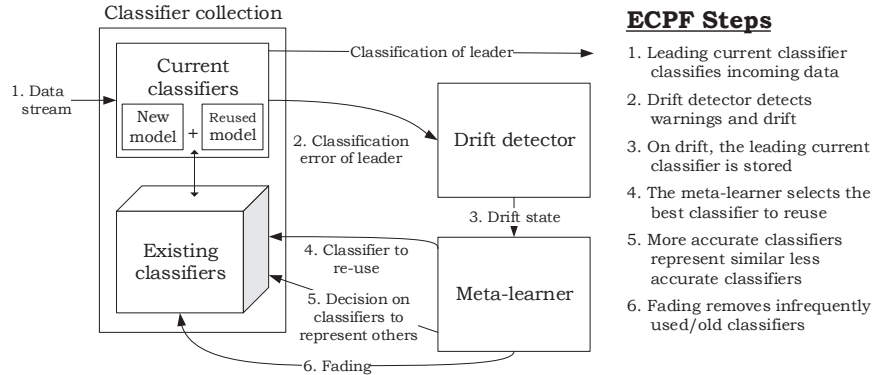 Classifier collection
Current
classifiers
New
model
+
Reused
model
1. Data
stream
Classification of leader
2. Classification
error of leader
Drift detector
3. Drift state
Existing
classifiers
4. Classifier to
re-use
5. Decision on
classifiers to
represent others
Meta-learner
6. Fading
ECPF Steps
1. Leading current classifier
classifies incoming data
2. Drift detector detects
warnings and drift
3. On drift, the leading current
classifier is stored
4. The meta-learner selects the
best classifier to reuse
5. More accurate classifiers
represent similar less
accurate classifiers
6. Fading removes infrequently
used/old classifiers